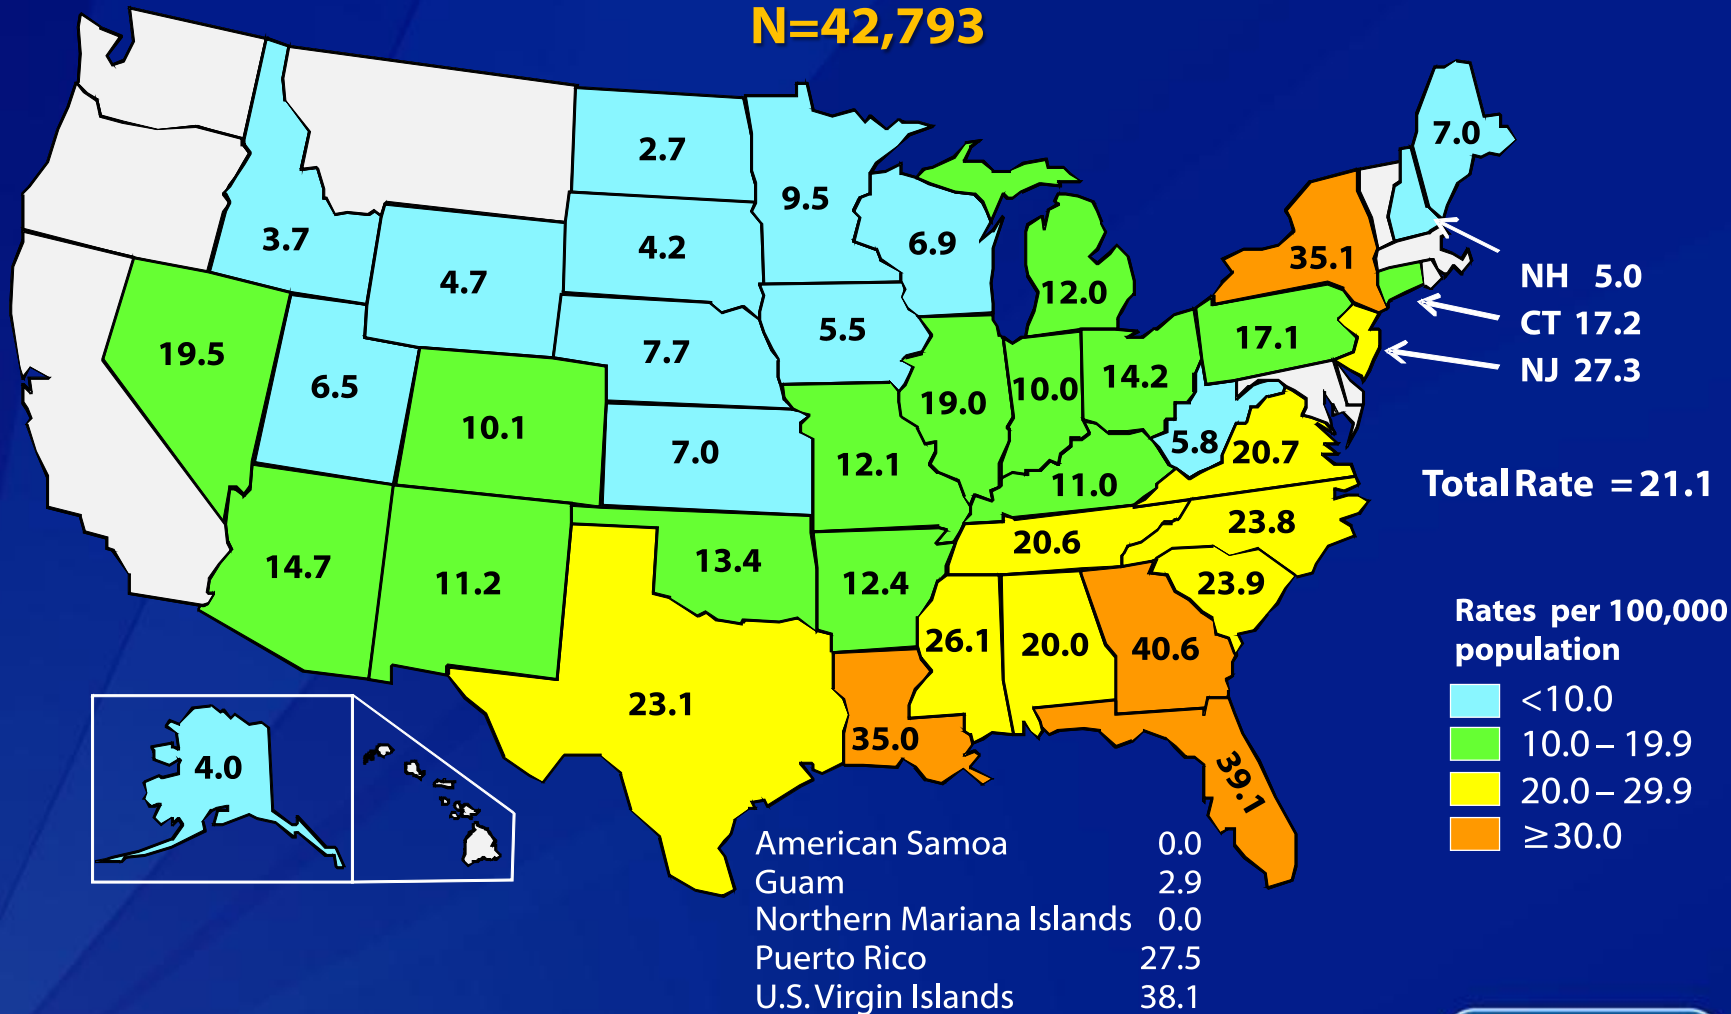 N=42,793
2.7
9.5
7.0
3.7
4.7
4.2
6.9
35.1
12.0
NH 5.0
CT 17.2
NJ 27.3
19.5
6.5
7.7
5.5
17.1
10.1
19.0
10.0
14.2
7.0
12.1
5.8
20.7
11.0
Total Rate = 21.1
14.7
11.2
13.4
12.4
20.6
23.8
23.9
26.1
20.0
40.6
23.1
35.0
39.1
4.0
Rates per 100,000
population
<10.0
10.0 – 19.9
20.0 – 29.9
≥30.0
American Samoa 0.0
Guam 2.9
Northern Mariana Islands 0.0
Puerto Rico 27.5
U.S. Virgin Islands 38.1